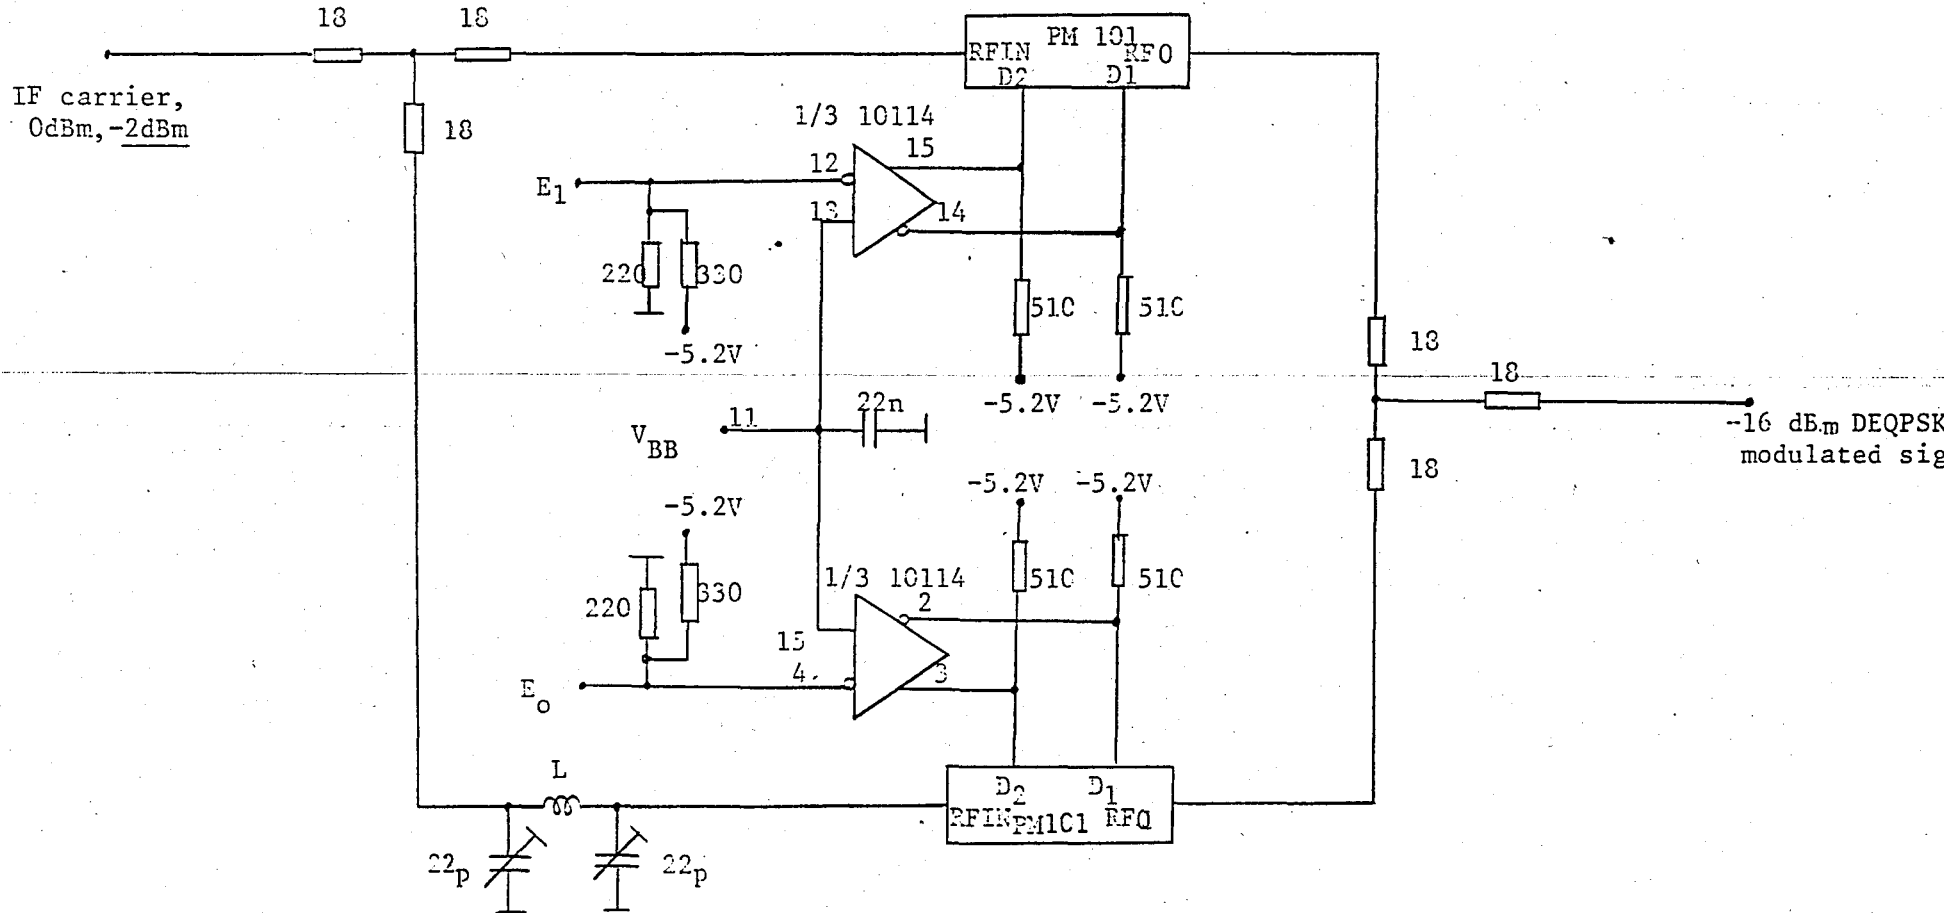 18
18
PM 101
RFIN
RFO
D2
D1
IF carrier,
0dBm,-2dBm
18
1/3 10114
15
12
E1
13
14
220
330
510
510
-5.2V
18
18
-5.2V
-5.2V
22n
11
VBB
-16 dBm DEQPSK
modulated sig
18
-5.2V
-5.2V
-5.2V
1/3 10114
510
510
330
220
2
15
4
3
Eo
L
D2
D1
RFIN
PM101
RFO
22p
22p